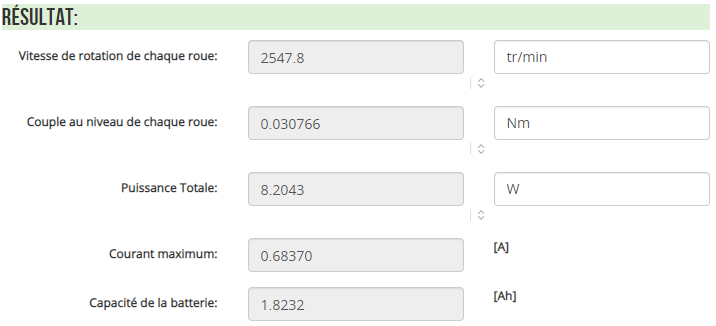 RÉSULTAT:
Vitesse de rotation de chaque roue: 2547.8 tr/min
Couple au niveau de chaque roue: 0.030766 Nm
Puissance Totale: 8.2043 W
Courant maximum: 0.68370 [A]
Capacité de la batterie: 1.8232 [Ah]